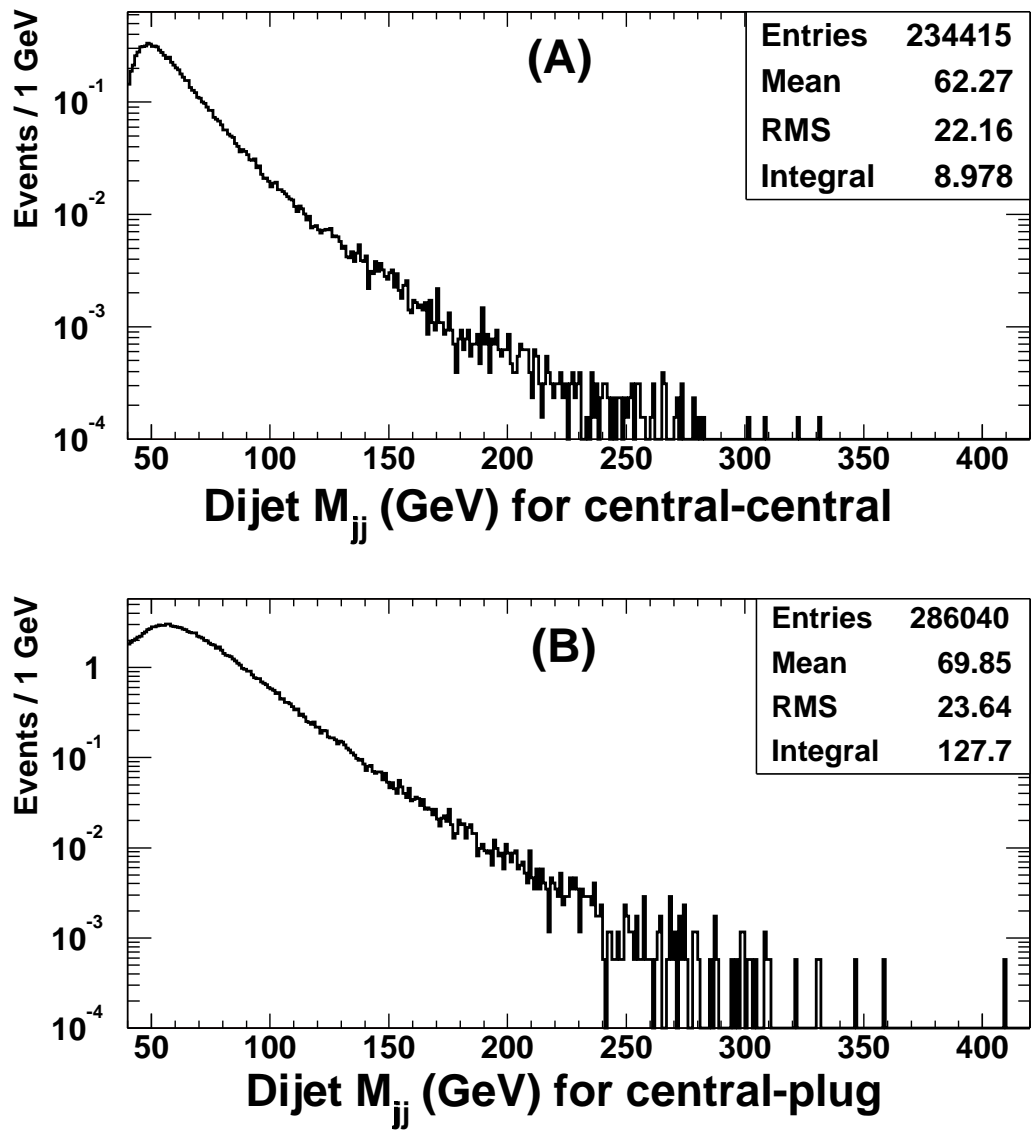 (A)
Entries 234415
Mean 62.27
RMS 22.16
Integral 8.978
Events / 1 GeV
10^-1
10^-2
10^-3
10^-4
50 100 150 200 250 300 350 400
Dijet M_jj (GeV) for central-central
(B)
Entries 286040
Mean 69.85
RMS 23.64
Integral 127.7
Events / 1 GeV
1
10^-1
10^-2
10^-3
10^-4
50 100 150 200 250 300 350 400
Dijet M_jj (GeV) for central-plug